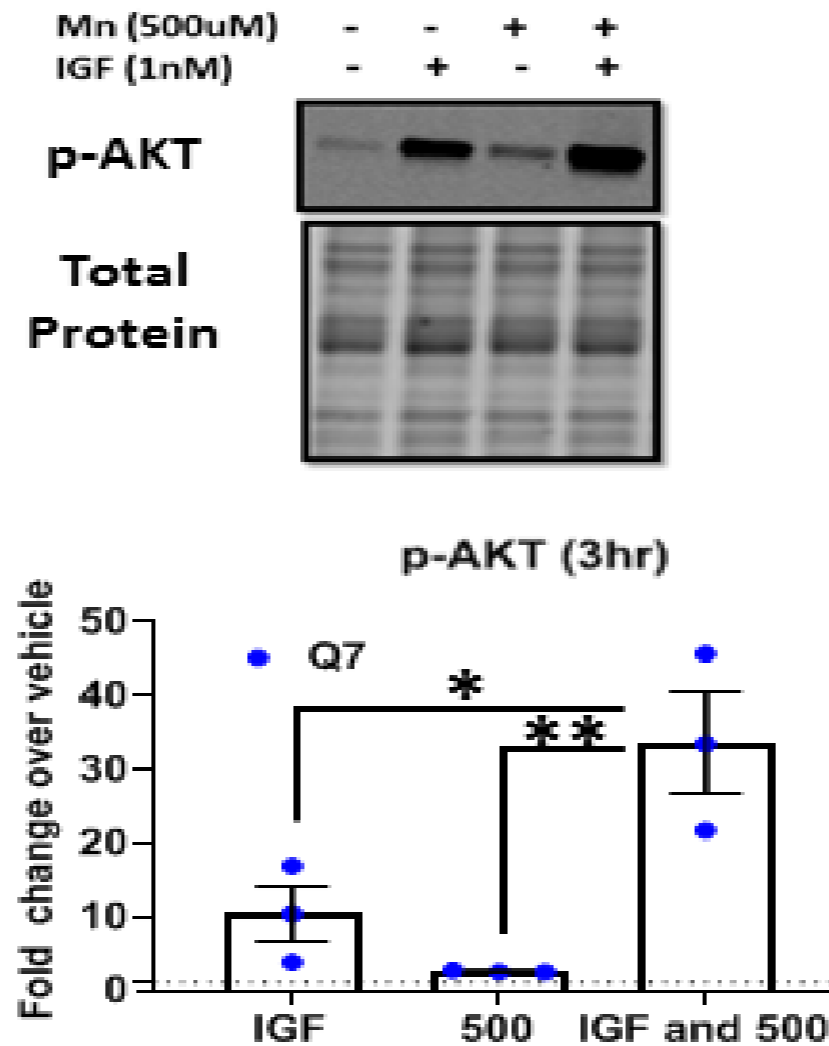 Mn (500uM) - - + +
IGF (1nM) - + - +
p-AKT
Total
Protein
p-AKT (3hr)
Fold change over vehicle
50
40
30
20
10
0
Q7
*
**
IGF 500 IGF and 500